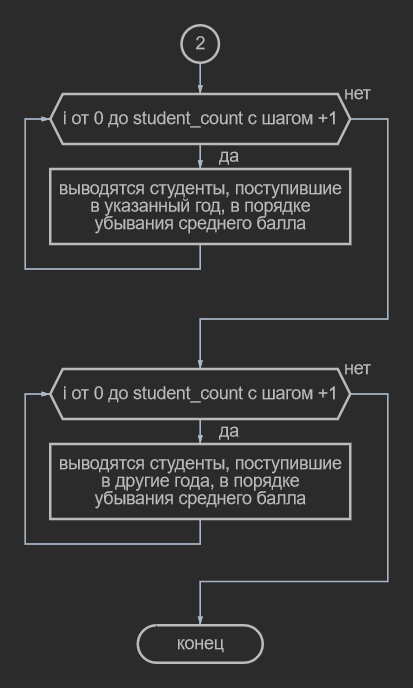 2
нет
i от 0 до student_count с шагом +1
да
выводятся студенты, поступившие
в указанный год, в порядке
убывания среднего балла
нет
i от 0 до student_count с шагом +1
да
выводятся студенты, поступившие
в другие года, в порядке
убывания среднего балла
конец